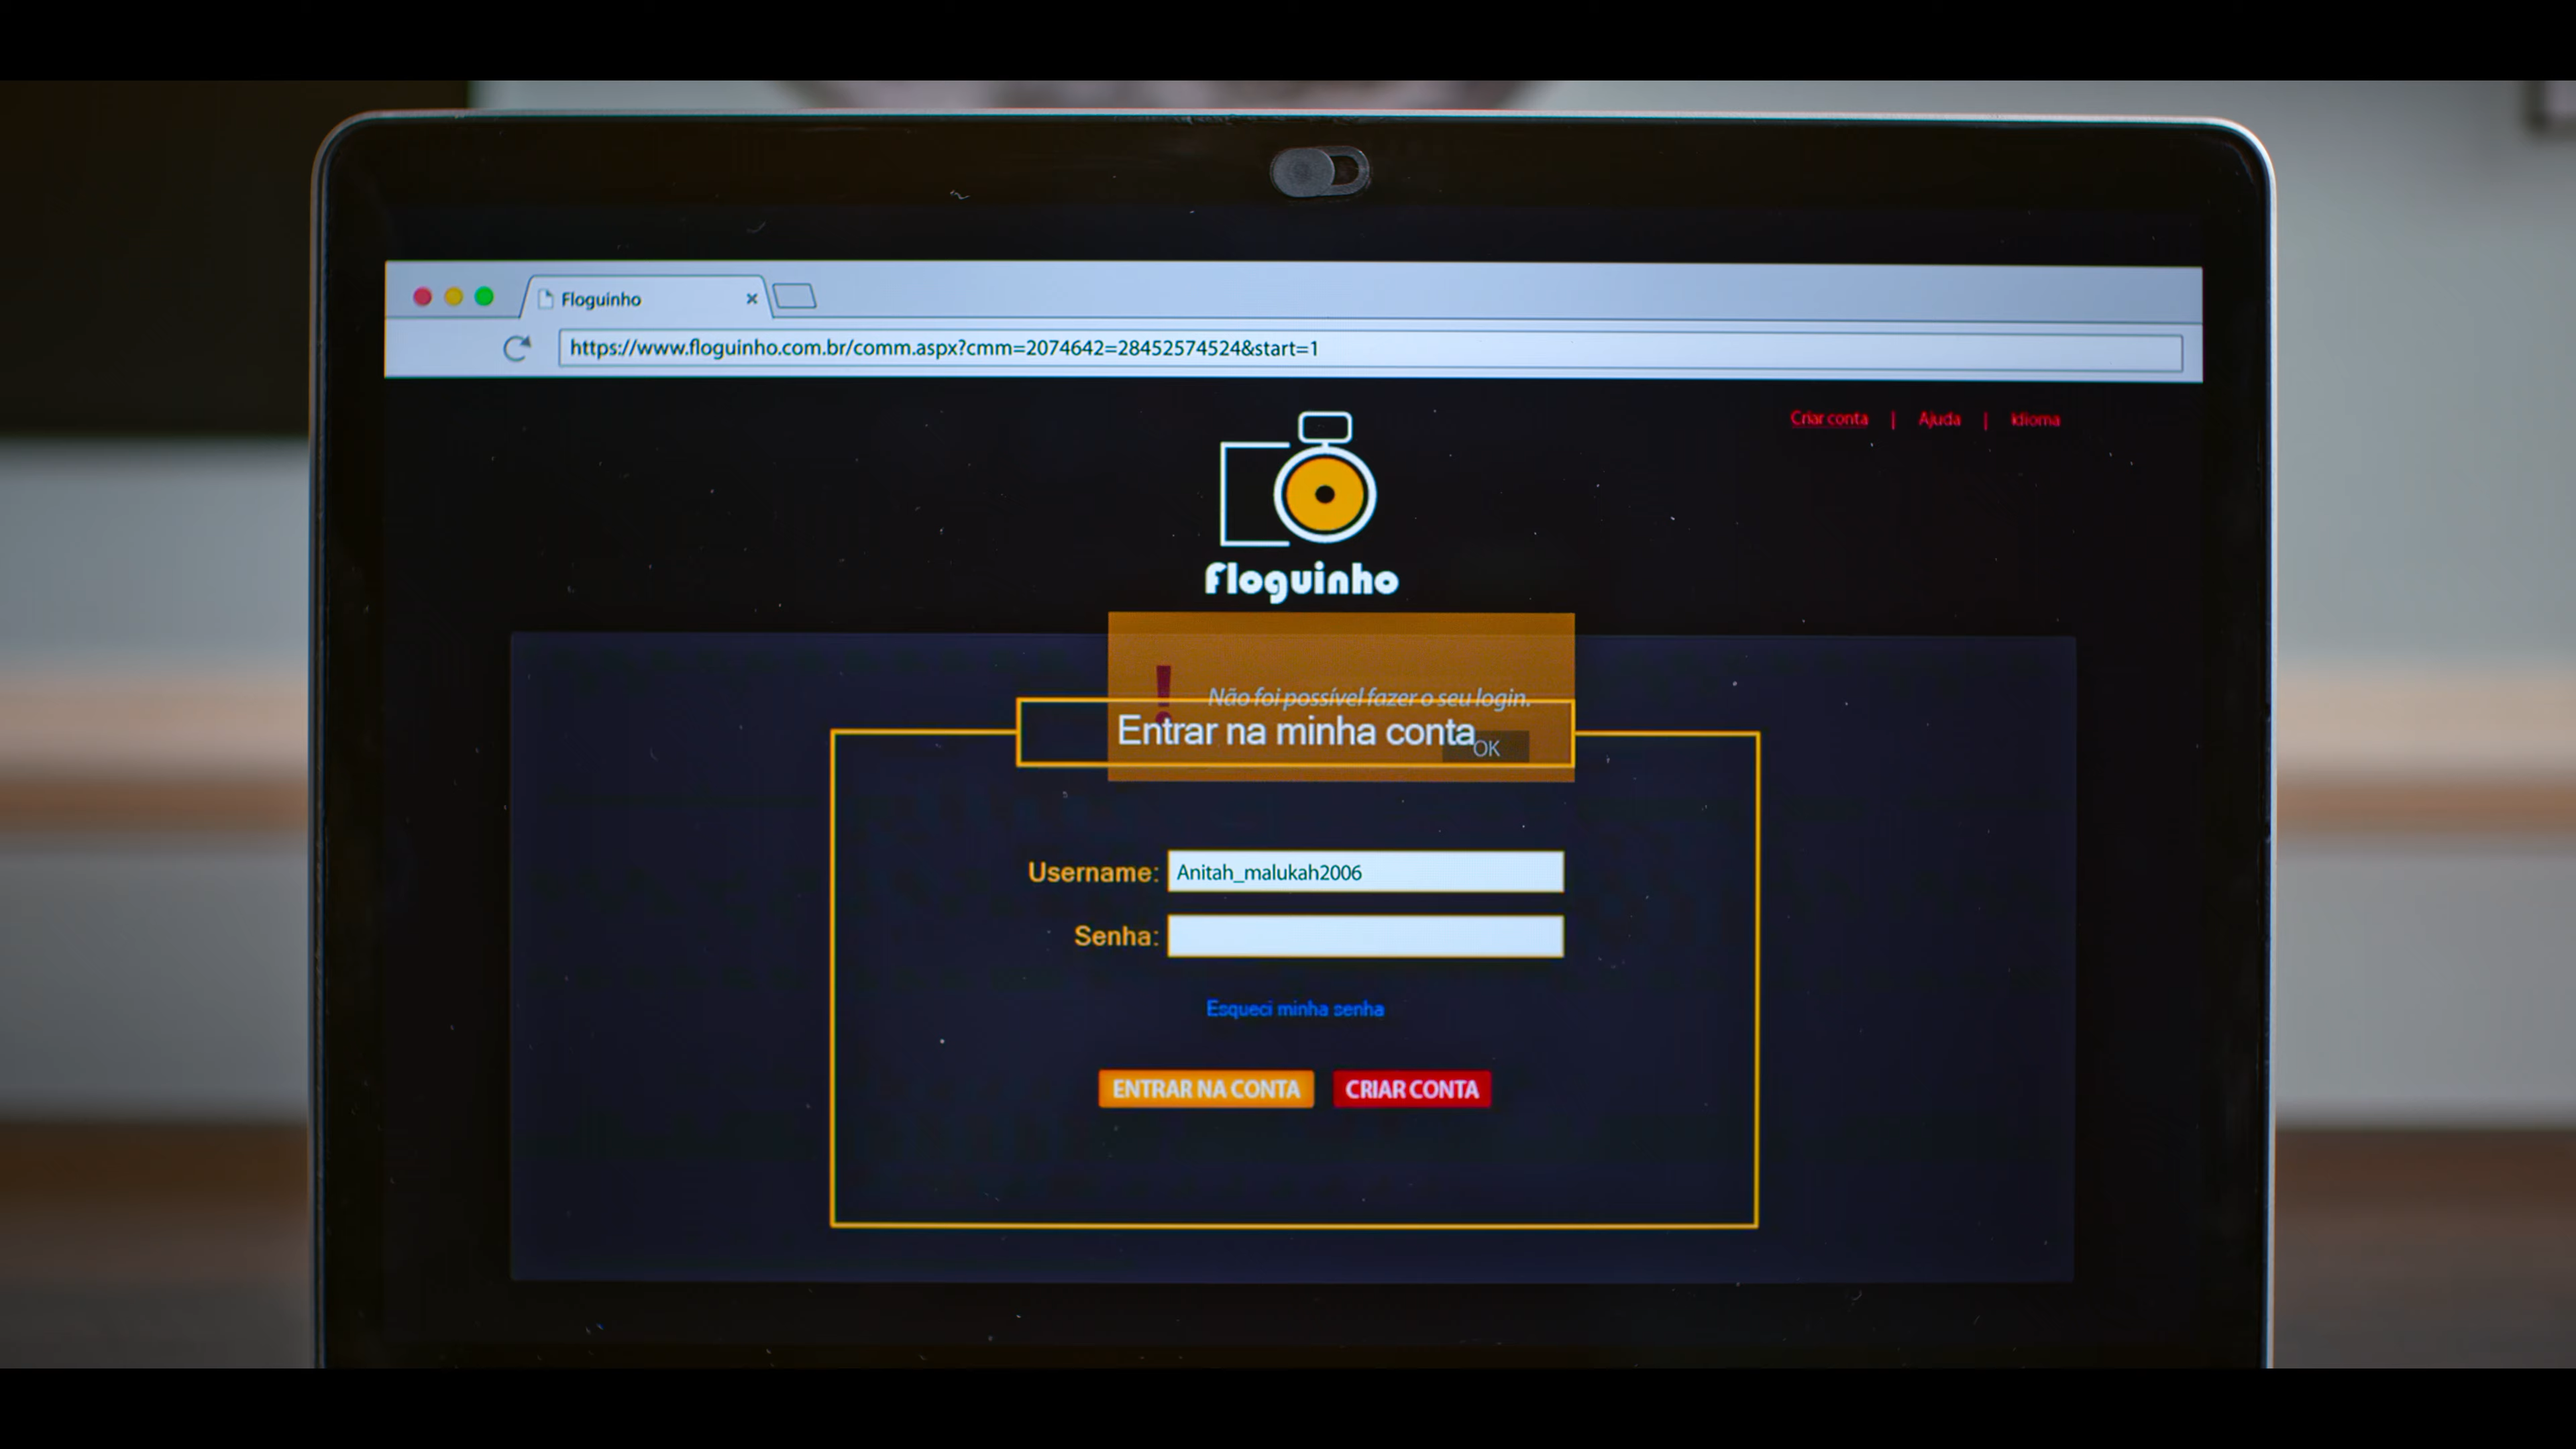 Floguinho
https://www.floguinho.com.br/comm.aspx?cmm=2074642=28452574524&start=1
Criar conta | Ajuda | Idioma
Floguinho
! Não foi possível fazer o seu login.
Entrar na minha conta
OK
Username: Anitah_malukah2006
Senha:
Esqueci minha senha
ENTRAR NA CONTA CRIAR CONTA